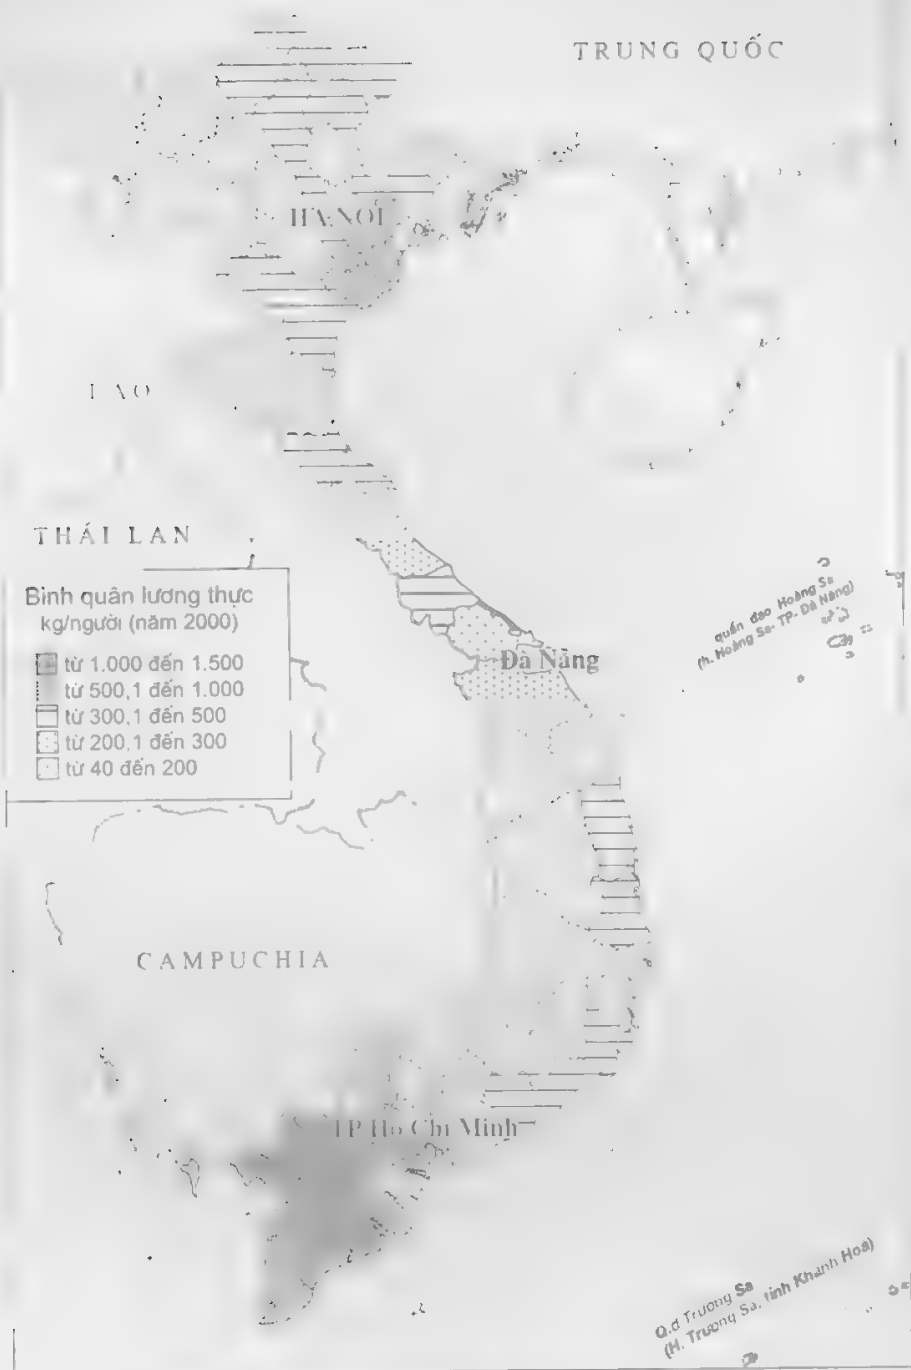 TRUNG QUỐC
HÀ NỘI
LAO
THÁI LAN
Bình quân lương thực
kg/người (năm 2000)
từ 1.000 đến 1.500
từ 500,1 đến 1.000
từ 300,1 đến 500
từ 200,1 đến 300
từ 40 đến 200
quần đảo Hoàng Sa
(h. Hoàng Sa- TP- Đà Nẵng)
Đà Nẵng
CAMPUCHIA
TP Hồ Chí Minh
Q.đ Trường Sa
(H. Trường Sa, tỉnh Khánh Hoà)